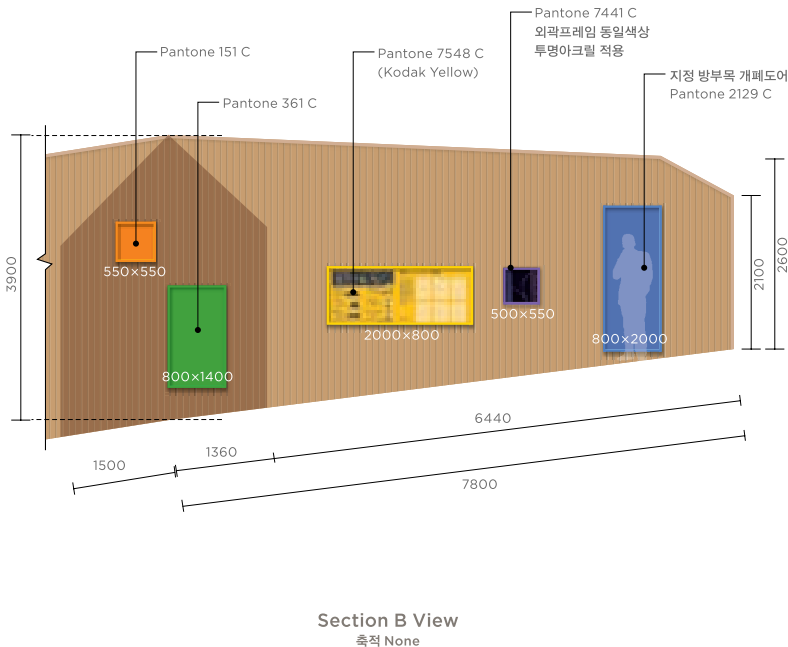 Pantone 7441 C
외곽프레임 동일색상
투명아크릴 적용
Pantone 151 C
Pantone 7548 C
(Kodak Yellow)
지정 방부목 개폐도어
Pantone 2129 C
Pantone 361 C
3900
2600
2100
550×550
500×550
2000×800
800×2000
800×1400
6440
1360
1500
7800
Section B View
축적 None